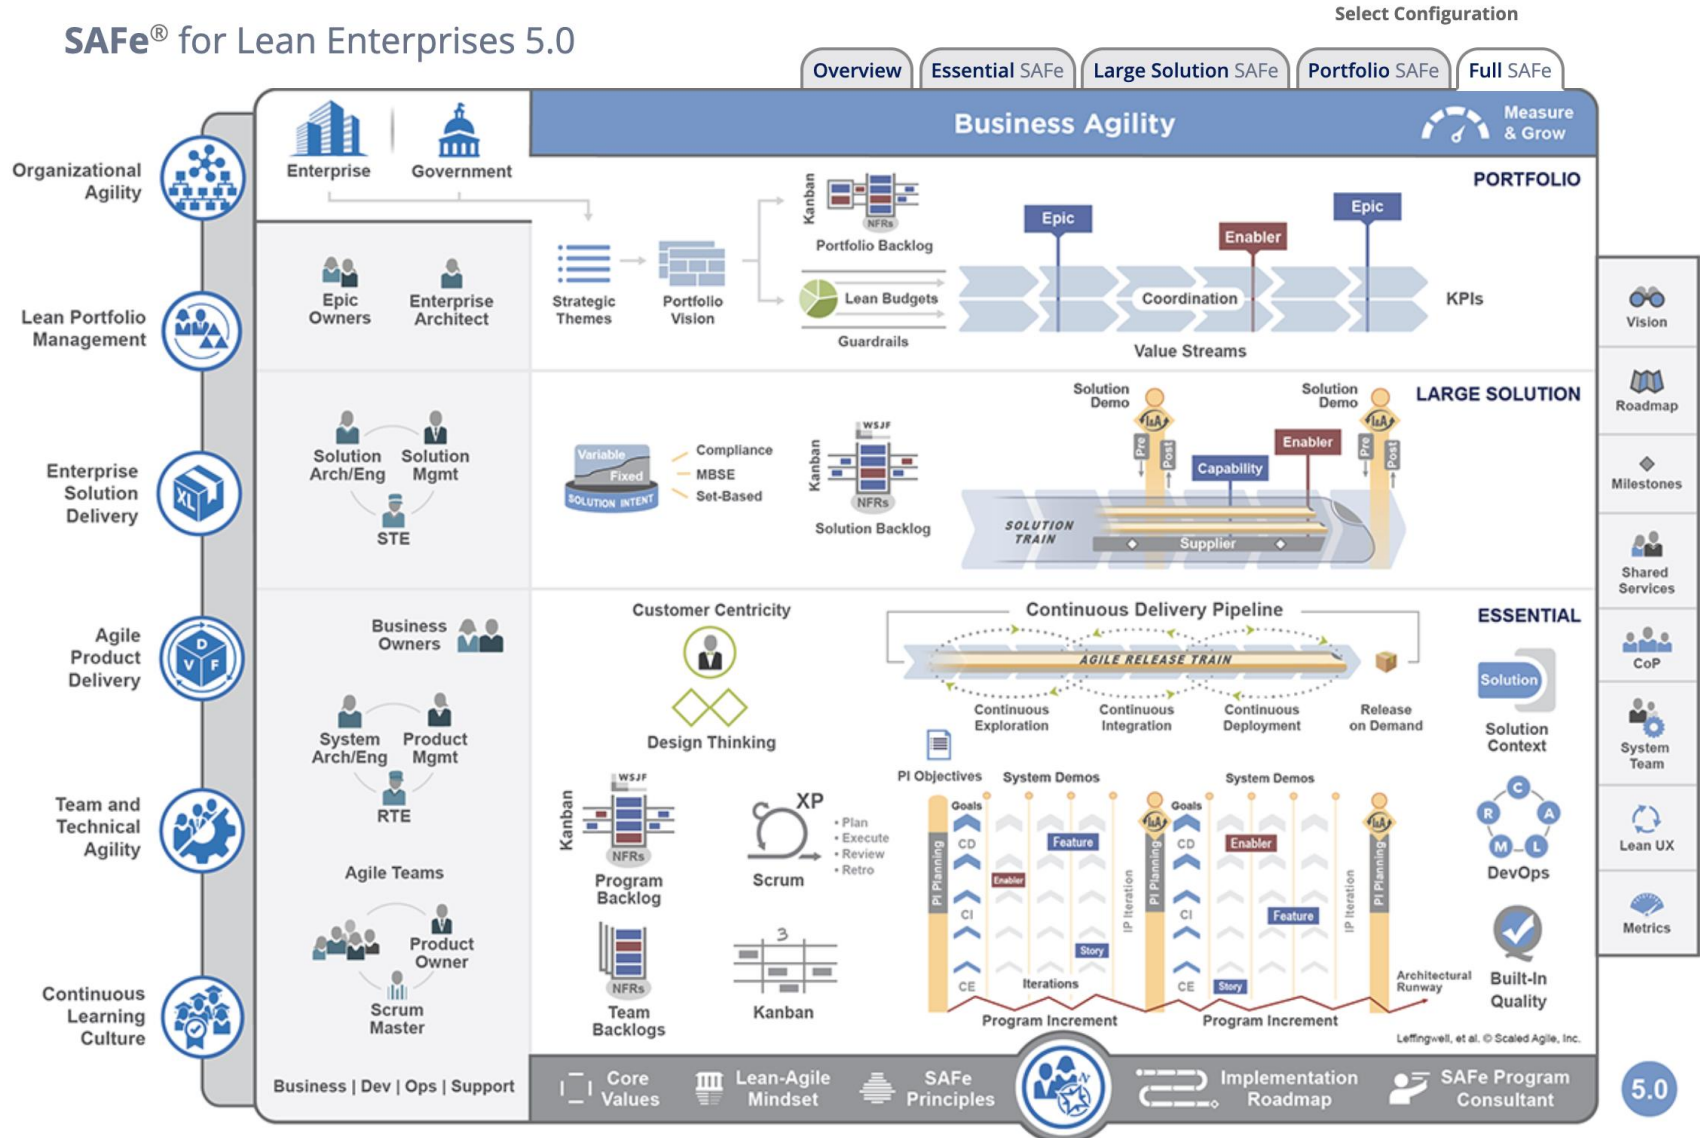 Select Configuration
SAFe® for Lean Enterprises 5.0
Overview
Essential SAFe
Large Solution SAFe
Portfolio SAFe
Full SAFe
Business Agility
Measure
& Grow
Organizational
Agility
Lean Portfolio
Management
Enterprise
Solution
Delivery
XL
Agile
Product
Delivery
D
V F
Team and
Technical
Agility
Continuous
Learning
Culture
Enterprise
Government
Epic
Owners
Enterprise
Architect
Solution
Arch/Eng
Solution
Mgmt
STE
Business
Owners
System
Arch/Eng
Product
Mgmt
RTE
Agile Teams
Product
Owner
Scrum
Master
Business | Dev | Ops | Support
PORTFOLIO
Strategic
Themes
Portfolio
Vision
Kanban
NFRs
Portfolio Backlog
Lean Budgets
Guardrails
Epic
Enabler
Epic
Coordination
KPIs
Value Streams
LARGE SOLUTION
Variable
Fixed
SOLUTION INTENT
Compliance
MBSE
Set-Based
Kanban
WSJF
NFRs
Solution Backlog
Solution
Demo
I&A
Pre
Post
Capability
Enabler
Solution
Demo
I&A
Pre
Post
SOLUTION
TRAIN
Supplier
ESSENTIAL
Customer Centricity
Design Thinking
Continuous Delivery Pipeline
AGILE RELEASE TRAIN
Continuous
Exploration
Continuous
Integration
Continuous
Deployment
Release
on Demand
Solution
Solution
Context
Kanban
WSJF
NFRs
Program
Backlog
XP
• Plan
• Execute
• Review
• Retro
Scrum
NFRs
Team
Backlogs
3
Kanban
PI Objectives
System Demos
System Demos
PI Planning
Goals
CD
CI
CE
Feature
Enabler
Story
Iterations
IP Iteration
I&A
PI Planning
Goals
CD
CI
CE
Enabler
Feature
Story
IP Iteration
I&A
PI Planning
Program Increment
Program Increment
Architectural
Runway
C
R A
M L
DevOps
Built-In
Quality
Leffingwell, et al. © Scaled Agile, Inc.
Vision
Roadmap
Milestones
Shared
Services
CoP
System
Team
Lean UX
Metrics
Core
Values
Lean-Agile
Mindset
SAFe
Principles
N
Implementation
Roadmap
SAFe Program
Consultant
5.0